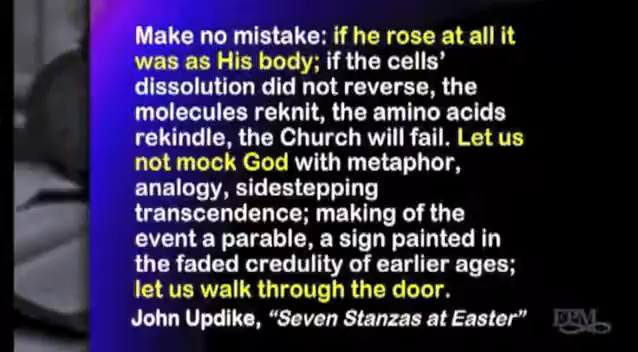 Make no mistake: if he rose at all it
was as His body; if the cells'
dissolution did not reverse, the
molecules reknit, the amino acids
rekindle, the Church will fail. Let us
not mock God with metaphor,
analogy, sidestepping
transcendence; making of the
event a parable, a sign painted in
the faded credulity of earlier ages;
let us walk through the door.
John Updike, “Seven Stanzas at Easter”
EPM